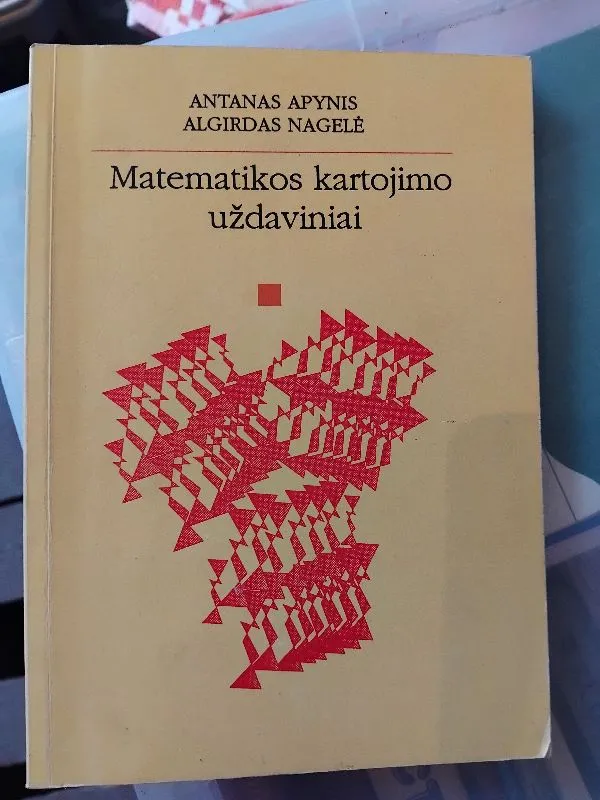 ANTANAS APYNIS
ALGIRDAS NAGELĖ
Matematikos kartojimo
uždaviniai